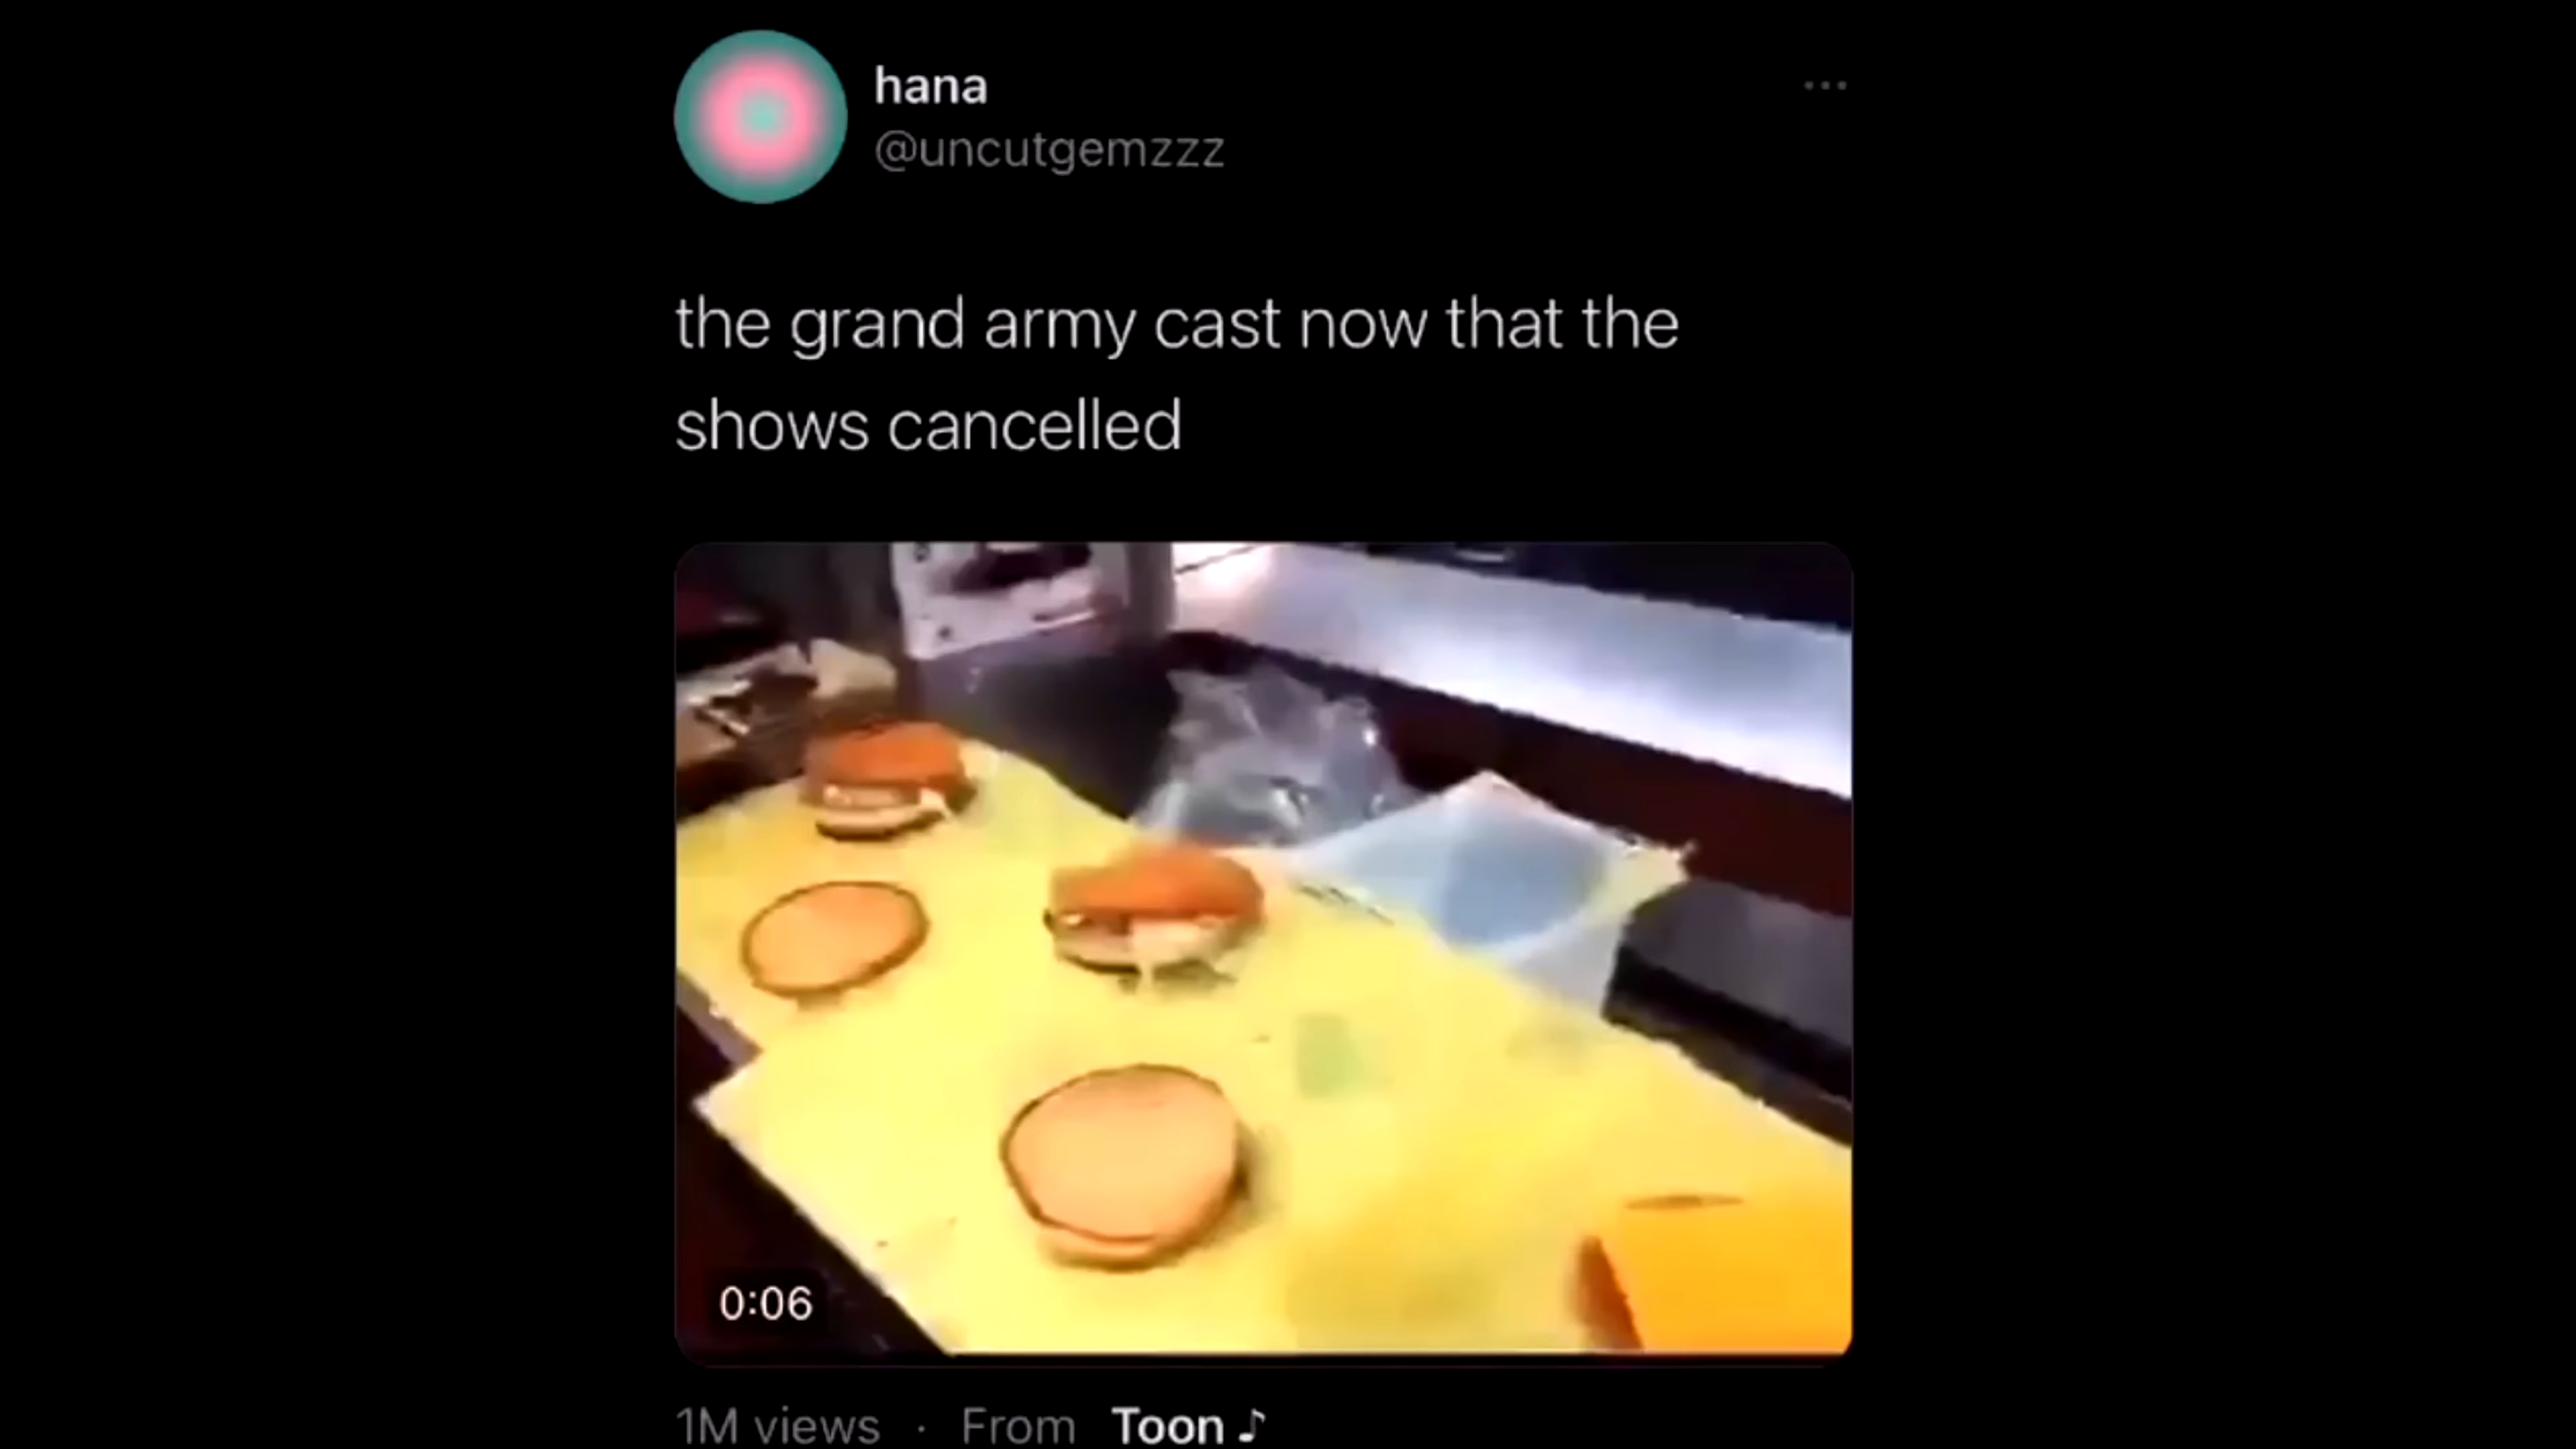 hana
@uncutgemzzz
the grand army cast now that the
shows cancelled
0:06
1M views · From Toon ♪